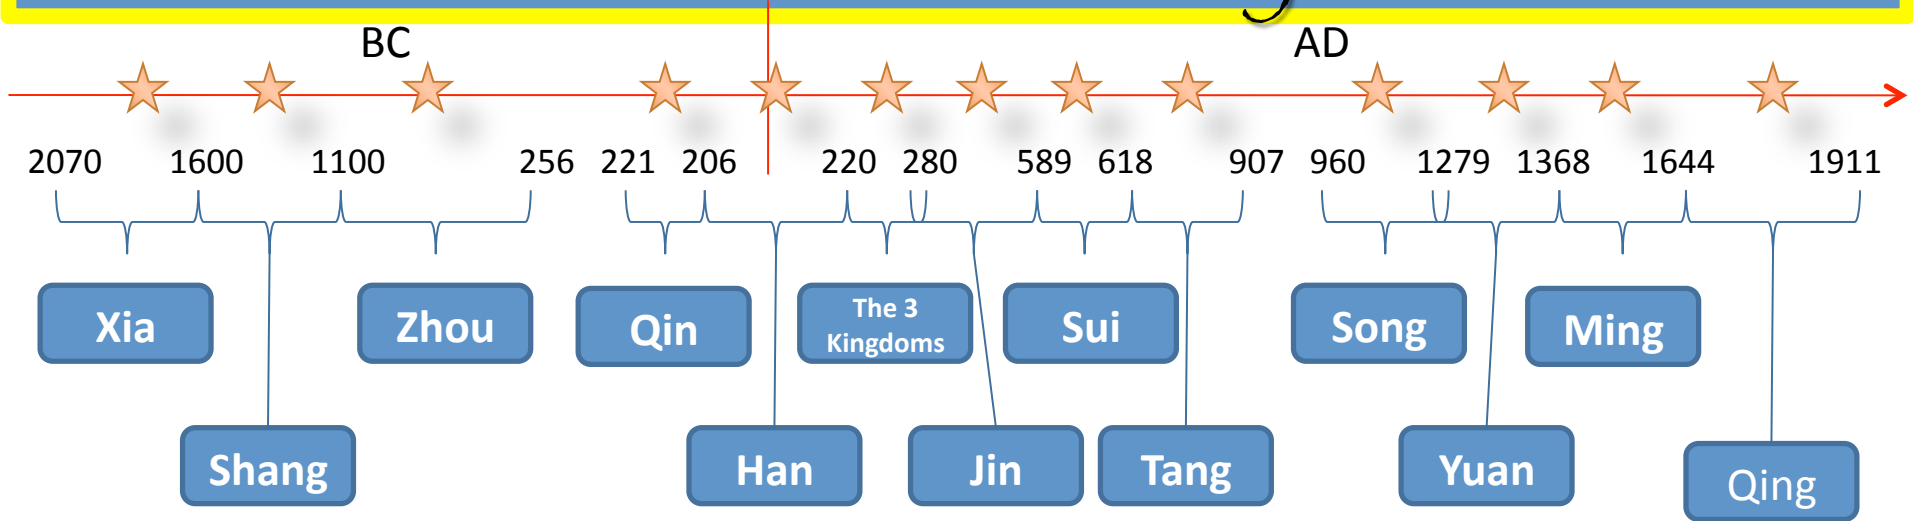 BC
AD
2070 1600 1100 256 221 206 220 280 589 618 907 960 1279 1368 1644 1911
Xia
Zhou
Qin
The 3
Kingdoms
Sui
Song
Ming
Shang
Han
Jin
Tang
Yuan
Qing